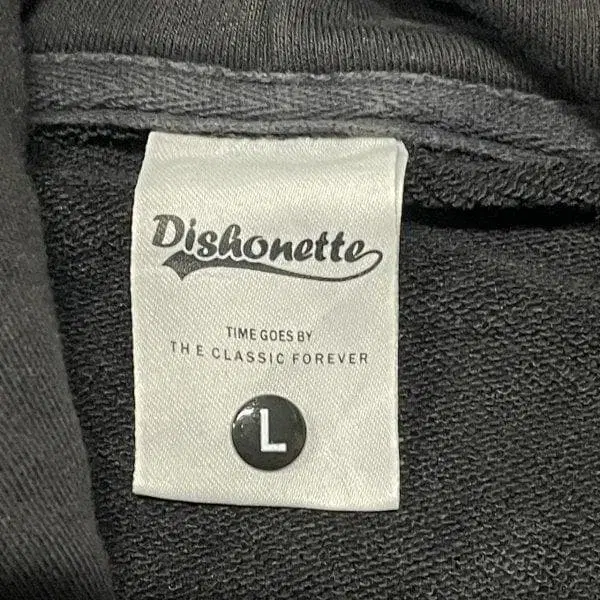 Dishonette
TIME GOES BY
THE CLASSIC FOREVER
L